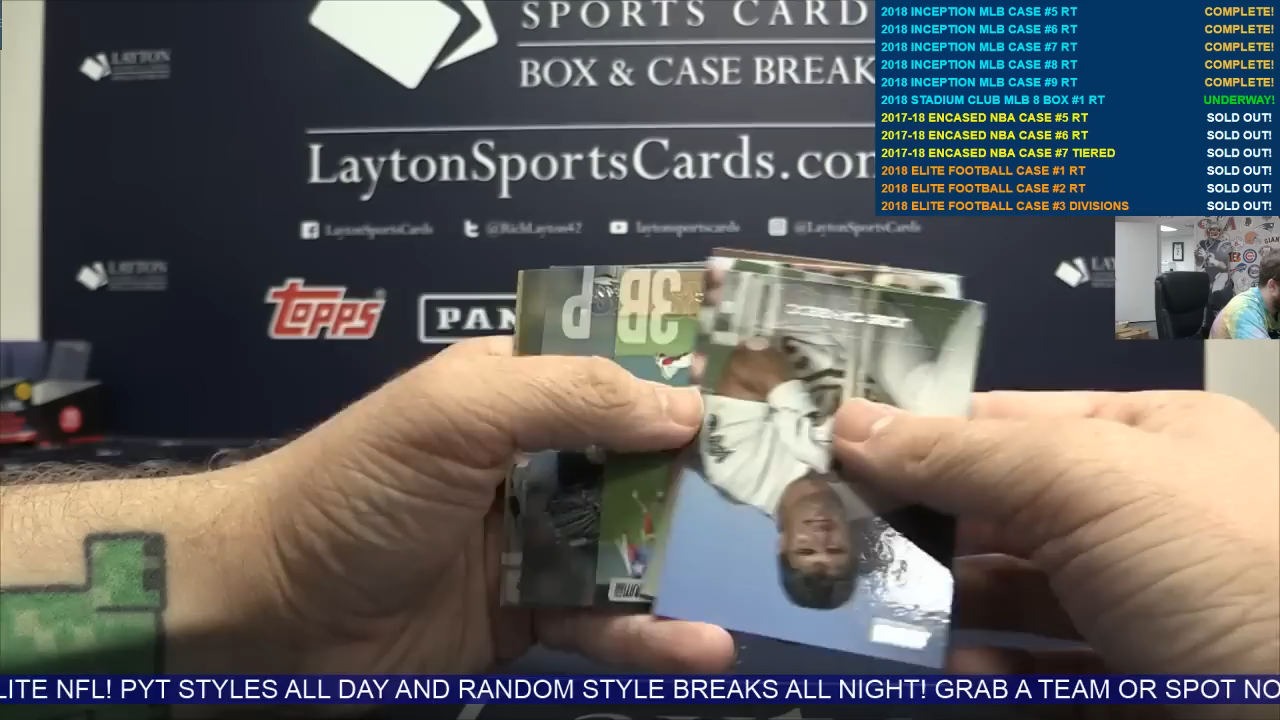 SPORTS CARD
BOX & CASE BREAK
LaytonSportsCards.com
LaytonSportsCards
@RichLayton42
laytonsportscards
@LaytonSportsCards
LAYTON
TOPPS
PAN
P
3B
2018 INCEPTION MLB CASE #5 RT COMPLETE!
2018 INCEPTION MLB CASE #6 RT COMPLETE!
2018 INCEPTION MLB CASE #7 RT COMPLETE!
2018 INCEPTION MLB CASE #8 RT COMPLETE!
2018 INCEPTION MLB CASE #9 RT COMPLETE!
2018 STADIUM CLUB MLB 8 BOX #1 RT UNDERWAY!
2017-18 ENCASED NBA CASE #5 RT SOLD OUT!
2017-18 ENCASED NBA CASE #6 RT SOLD OUT!
2017-18 ENCASED NBA CASE #7 TIERED SOLD OUT!
2018 ELITE FOOTBALL CASE #1 RT SOLD OUT!
2018 ELITE FOOTBALL CASE #2 RT SOLD OUT!
2018 ELITE FOOTBALL CASE #3 DIVISIONS SOLD OUT!
LITE NFL! PYT STYLES ALL DAY AND RANDOM STYLE BREAKS ALL NIGHT! GRAB A TEAM OR SPOT NO